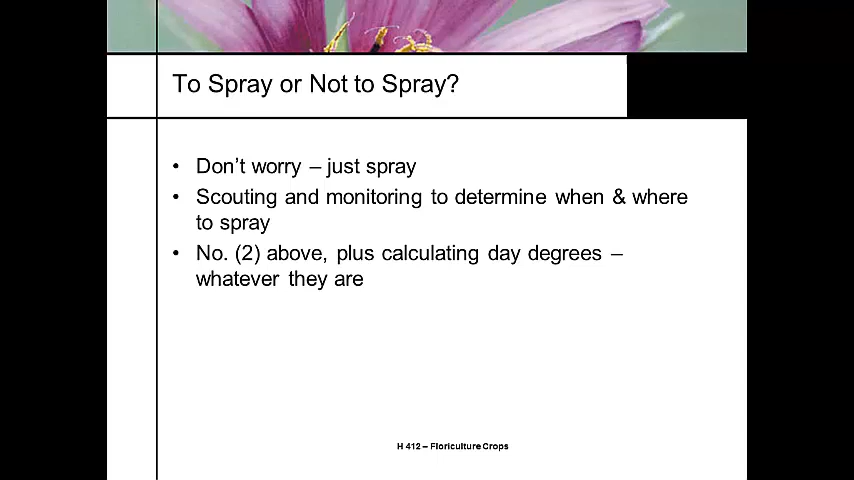 To Spray or Not to Spray?
• Don't worry – just spray
• Scouting and monitoring to determine when & where
to spray
• No. (2) above, plus calculating day degrees –
whatever they are
H 412 – Floriculture Crops